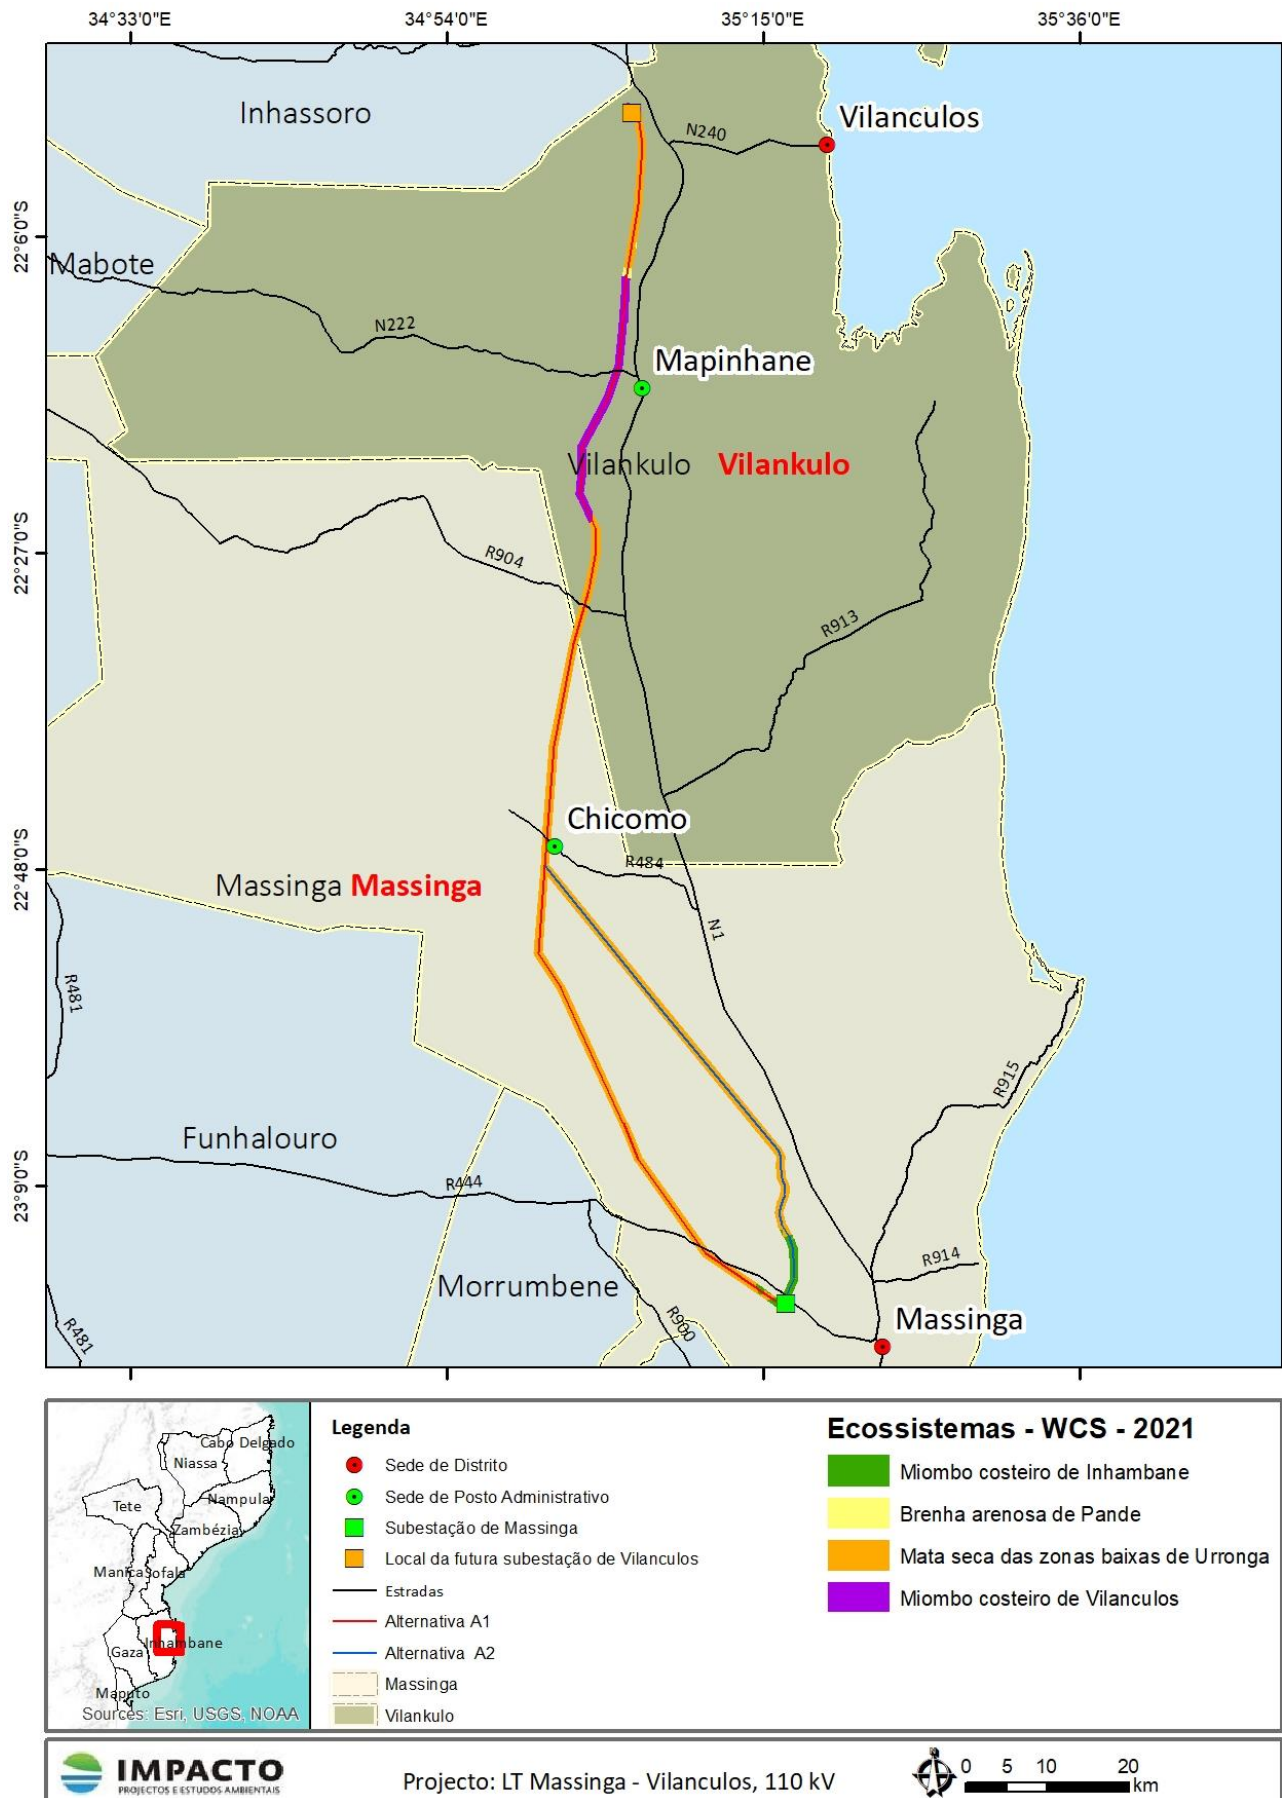 34°33'0"E 34°54'0"E 35°15'0"E 35°36'0"E
Inhassoro
Vilanculos
N240
22°6'0"S
Mabote
N222
Mapinhane
Vilankulo Vilankulo
22°27'0"S
R904
R913
Chicomo
22°48'0"S
R484
Massinga Massinga
N1
R481
R915
Funhalouro
23°9'0"S
R444
R914
Morrumbene
R900
Massinga
R481
Cabo Delgado
Niassa
Nampula
Tete
Zambézia
Manica
Sofala
Inhambane
Gaza
Maputo
Sources: Esri, USGS, NOAA
Legenda
Sede de Distrito
Sede de Posto Administrativo
Subestação de Massinga
Local da futura subestação de Vilanculos
Estradas
Alternativa A1
Alternativa A2
Massinga
Vilankulo
Ecossistemas - WCS - 2021
Miombo costeiro de Inhambane
Brenha arenosa de Pande
Mata seca das zonas baixas de Urronga
Miombo costeiro de Vilanculos
IMPACTO
PROJECTOS E ESTUDOS AMBIENTAIS
Projecto: LT Massinga - Vilanculos, 110 kV
0 5 10 20
km